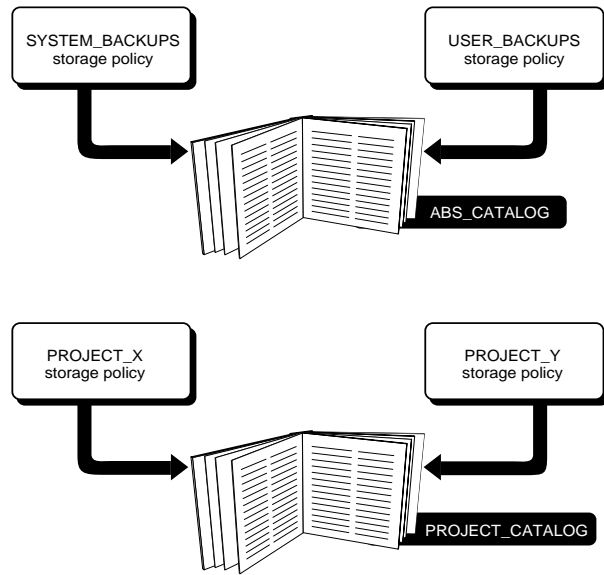 SYSTEM_BACKUPS
storage policy
USER_BACKUPS
storage policy
ABS_CATALOG
PROJECT_X
storage policy
PROJECT_Y
storage policy
PROJECT_CATALOG